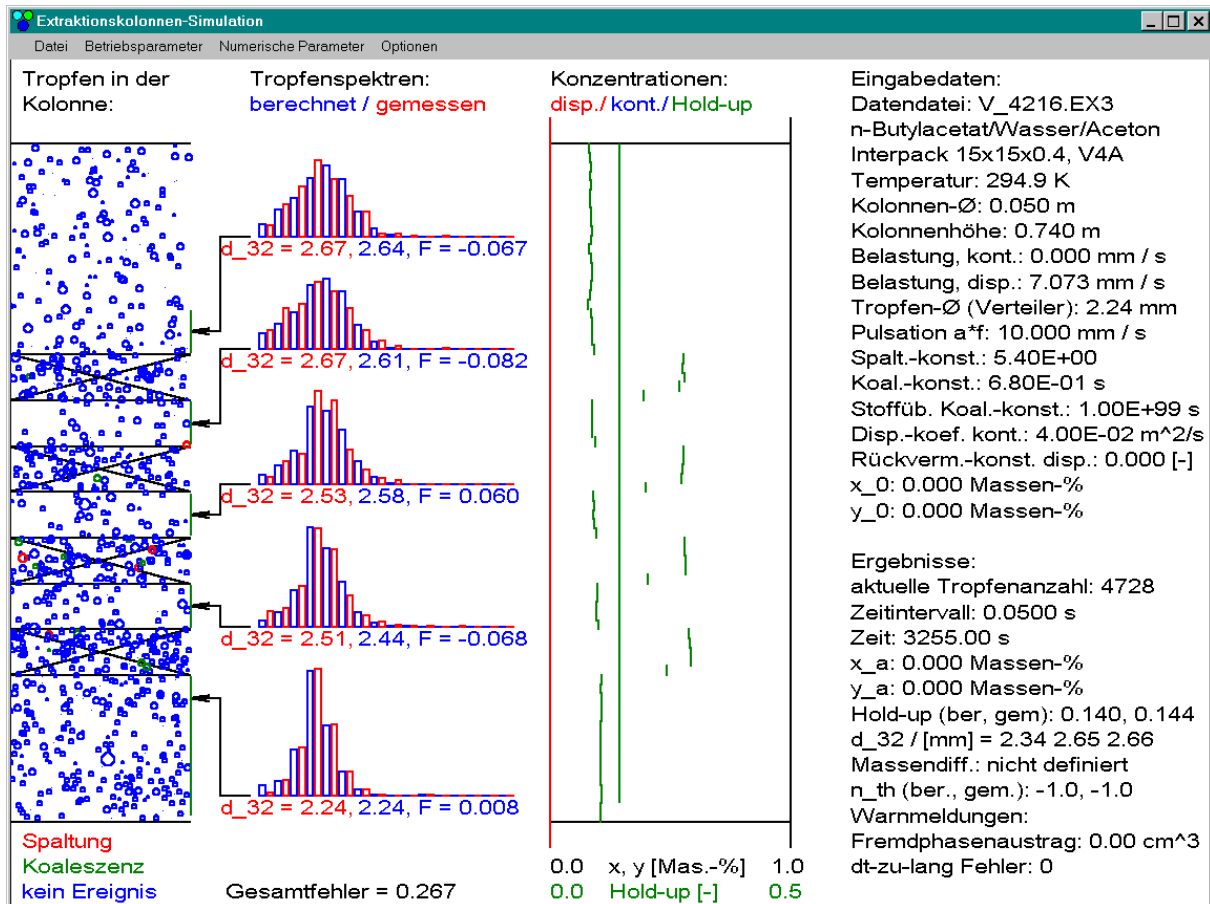 Extraktionskolonnen-Simulation
Datei Betriebsparameter Numerische Parameter Optionen
Tropfen in der
Kolonne:
Tropfenspektren:
berechnet / gemessen
d_32 = 2.67, 2.64, F = -0.067
d_32 = 2.67, 2.61, F = -0.082
d_32 = 2.53, 2.58, F = 0.060
d_32 = 2.51, 2.44, F = -0.068
d_32 = 2.24, 2.24, F = 0.008
Spaltung
Koaleszenz
kein Ereignis
Gesamtfehler = 0.267
Konzentrationen:
disp./ kont./ Hold-up
0.0 x, y [Mas.-%] 1.0
0.0 Hold-up [-] 0.5
Eingabedaten:
Datendatei: V_4216.EX3
n-Butylacetat/Wasser/Aceton
Interpack 15x15x0.4, V4A
Temperatur: 294.9 K
Kolonnen-Ø: 0.050 m
Kolonnenhöhe: 0.740 m
Belastung, kont.: 0.000 mm / s
Belastung, disp.: 7.073 mm / s
Tropfen-Ø (Verteiler): 2.24 mm
Pulsation a*f: 10.000 mm / s
Spalt.-konst.: 5.40E+00
Koal.-konst.: 6.80E-01 s
Stoffüb. Koal.-konst.: 1.00E+99 s
Disp.-koef. kont.: 4.00E-02 m^2/s
Rückverm.-konst. disp.: 0.000 [-]
x_0: 0.000 Massen-%
y_0: 0.000 Massen-%
Ergebnisse:
aktuelle Tropfenanzahl: 4728
Zeitintervall: 0.0500 s
Zeit: 3255.00 s
x_a: 0.000 Massen-%
y_a: 0.000 Massen-%
Hold-up (ber, gem): 0.140, 0.144
d_32 / [mm] = 2.34 2.65 2.66
Massendiff.: nicht definiert
n_th (ber., gem.): -1.0, -1.0
Warnmeldungen:
Fremdphasenaustrag: 0.00 cm^3
dt-zu-lang Fehler: 0